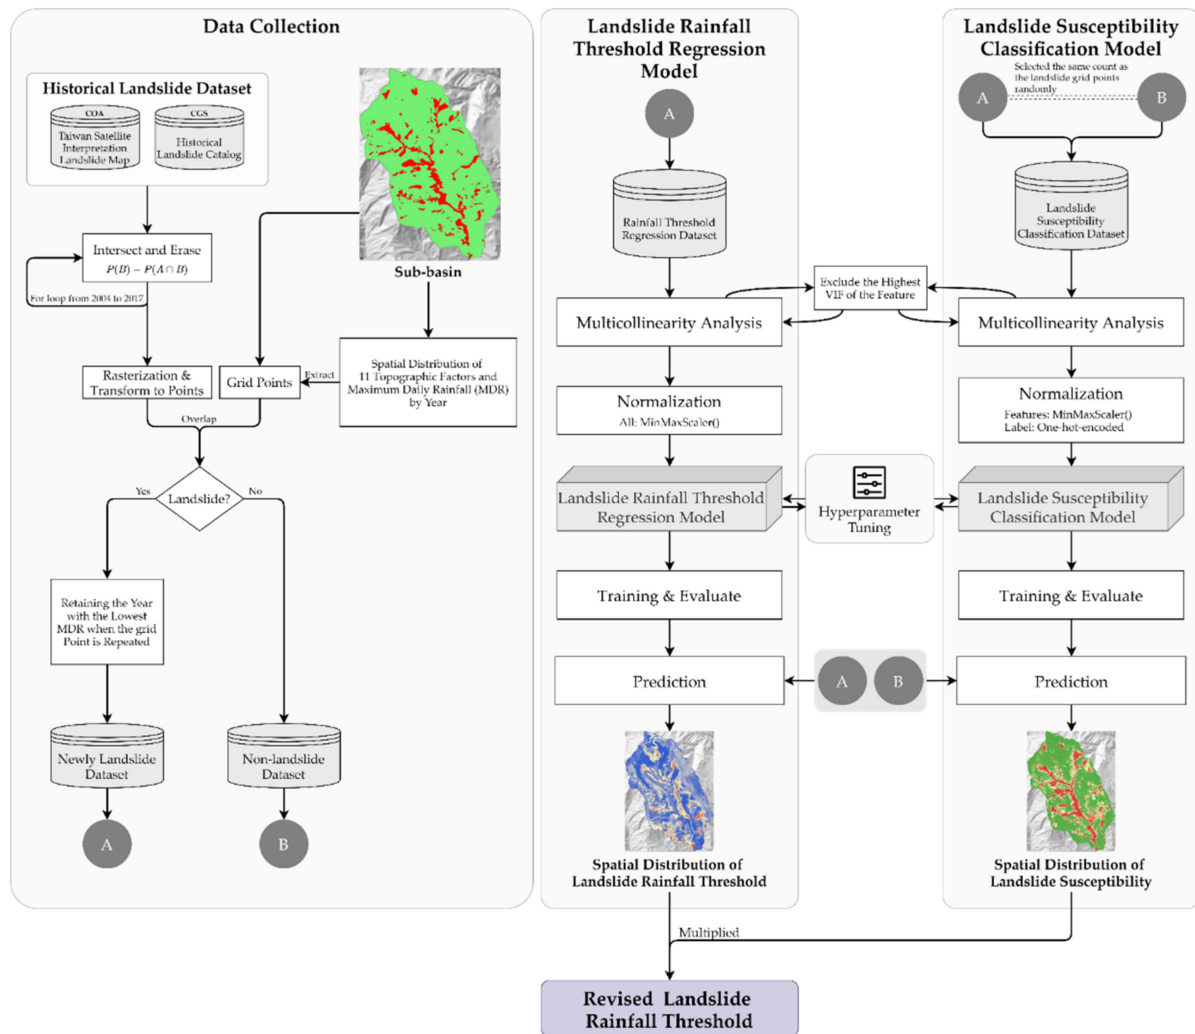 Data Collection
Historical Landslide Dataset
COA
Taiwan Satellite
Interpretation
Landslide Map
CGS
Historical
Landslide Catalog
Intersect and Erase
P(B) − P(A∩B)
For loop from 2004 to 2017
Sub-basin
Rasterization &
Transform to Points
Grid Points
Extract
Spatial Distribution of
11 Topographic Factors and
Maximum Daily Rainfall (MDR)
by Year
Overlap
Landslide?
Yes
No
Retaining the Year
with the Lowest
MDR when the grid
Point is Repeated
Newly Landslide
Dataset
Non-landslide
Dataset
A
B
Landslide Rainfall
Threshold Regression
Model
A
Rainfall Threshold
Regression Dataset
Multicollinearity Analysis
Exclude the Highest
VIF of the Feature
Normalization
All: MinMaxScaler()
Landslide Rainfall Threshold
Regression Model
Hyperparameter
Tuning
Training & Evaluate
Prediction
A
B
Spatial Distribution of
Landslide Rainfall Threshold
Landslide Susceptibility
Classification Model
Selected the same count as
the landslide grid points
randomly
A
B
Landslide
Susceptibility
Classification Dataset
Multicollinearity Analysis
Normalization
Features: MinMaxScaler()
Label: One-hot-encoded
Landslide Susceptibility
Classification Model
Training & Evaluate
Prediction
Spatial Distribution of
Landslide Susceptibility
Multiplied
Revised Landslide
Rainfall Threshold